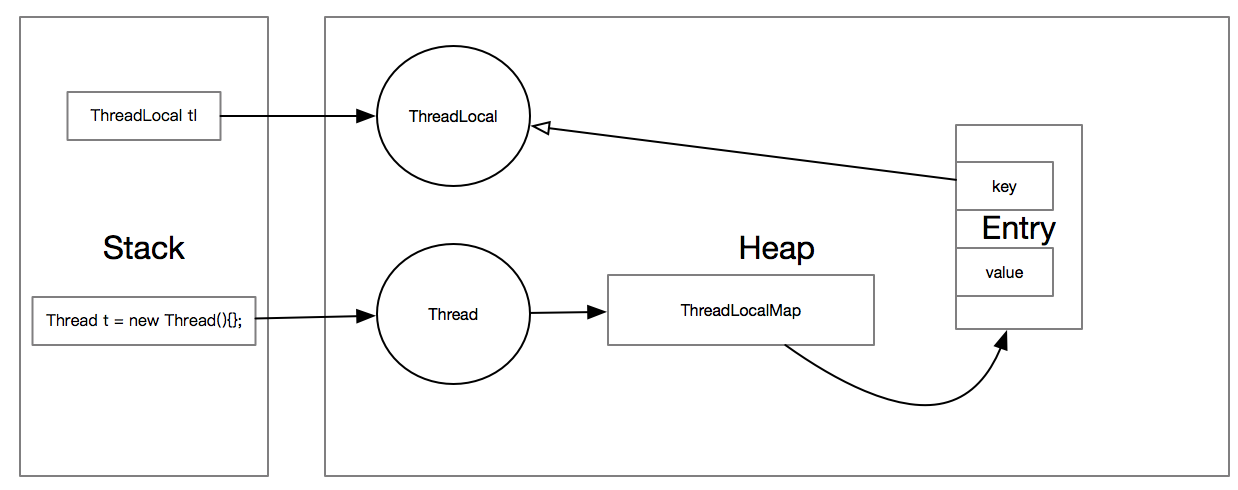 ThreadLocal tl
ThreadLocal
key
Stack
Heap
Entry
value
Thread t = new Thread(){};
Thread
ThreadLocalMap